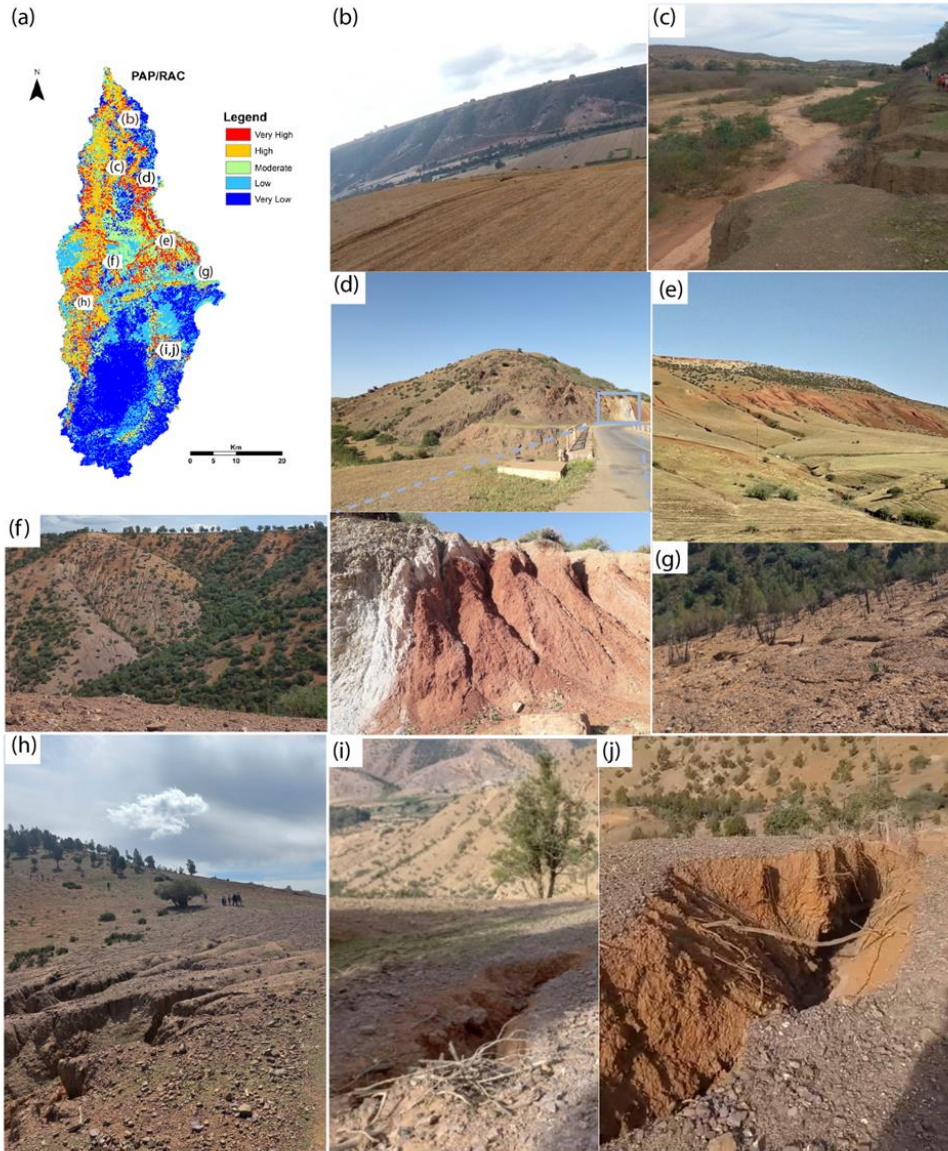 (a)
(b)
(c)
N
PAP/RAC
Legend
Very High
High
Moderate
Low
Very Low
(b)
(c)
(d)
(e)
(f)
(g)
(h)
(i,j)
Km
0 5 10 20
(d)
(e)
(f)
(g)
(h)
(i)
(j)